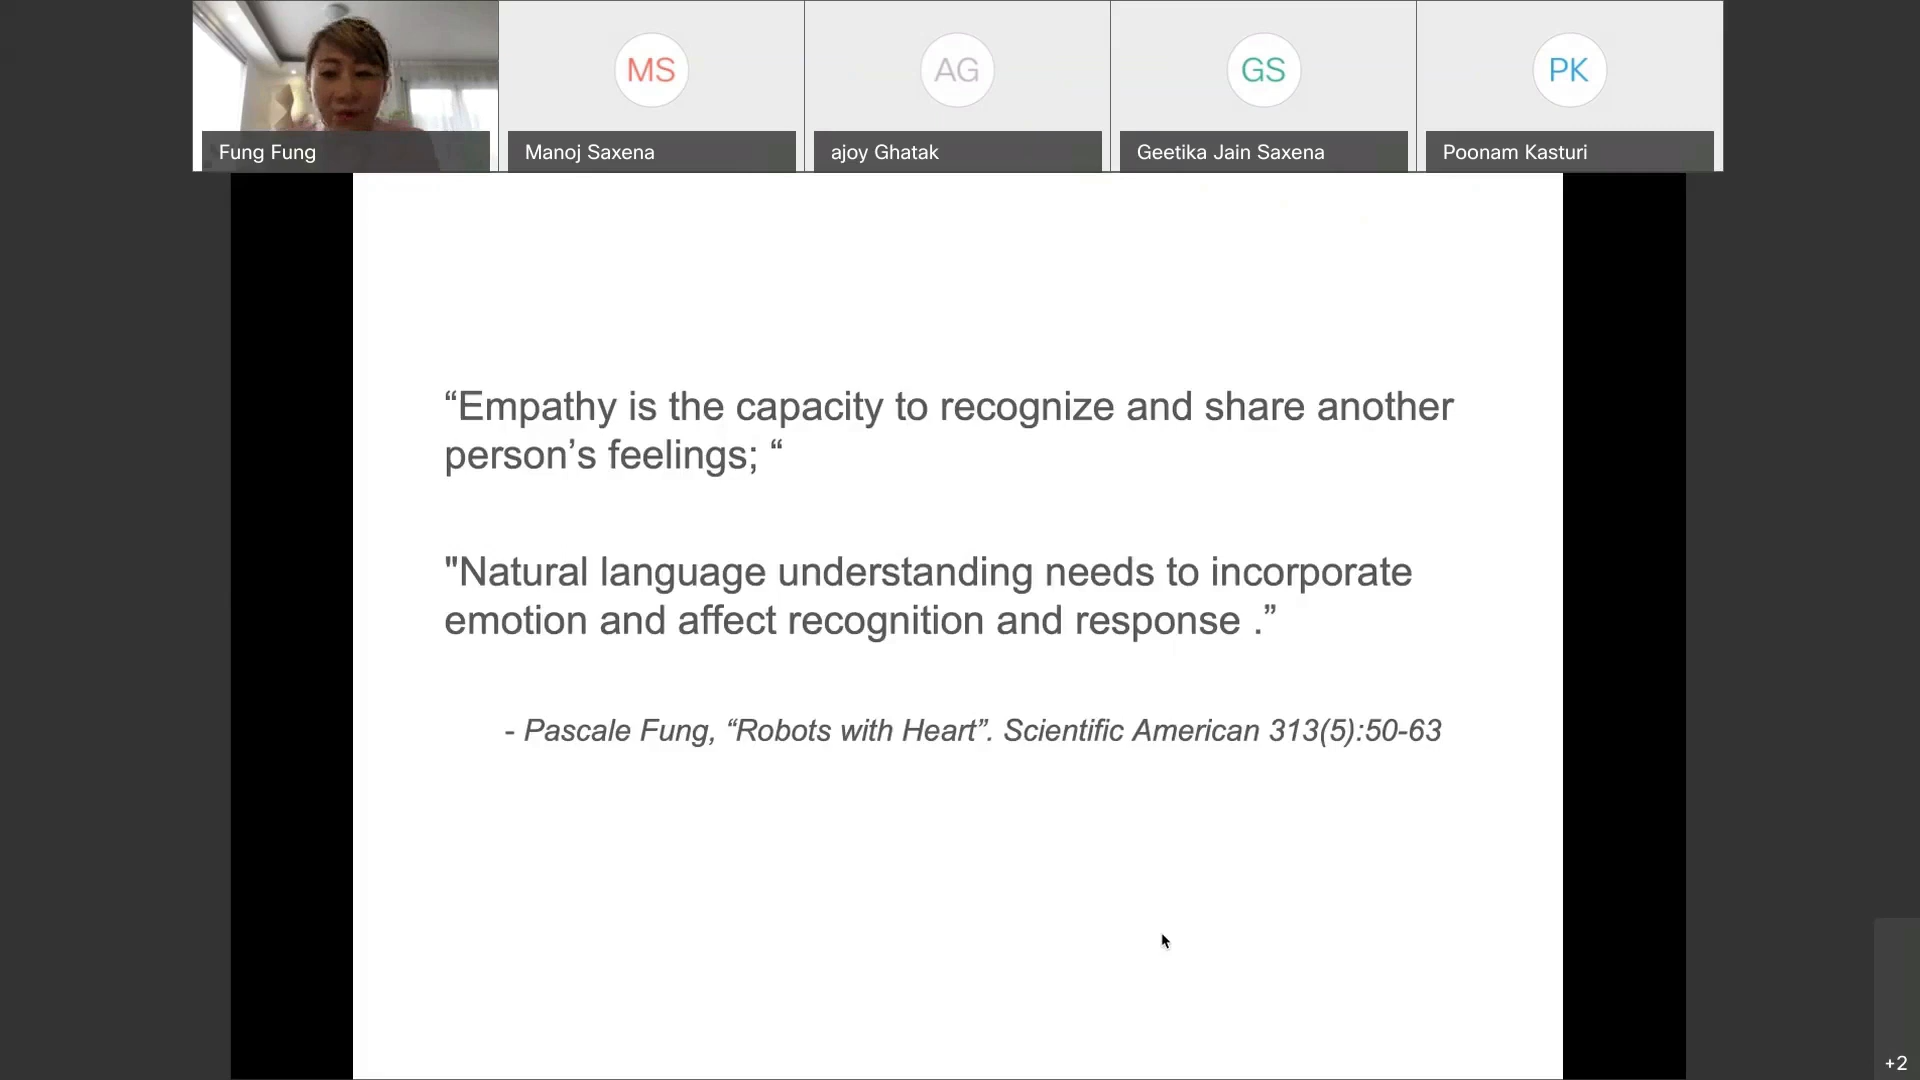 MS
AG
GS
PK
Fung Fung
Manoj Saxena
ajoy Ghatak
Geetika Jain Saxena
Poonam Kasturi
“Empathy is the capacity to recognize and share another
person’s feelings; “
"Natural language understanding needs to incorporate
emotion and affect recognition and response .”
- Pascale Fung, “Robots with Heart”. Scientific American 313(5):50-63
+2